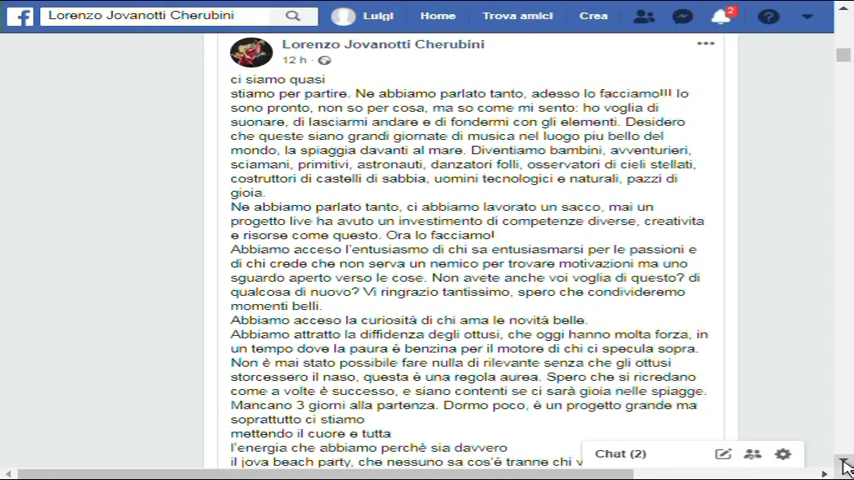 Lorenzo Jovanotti Cherubini
Luigi
Home
Trova amici
Crea
2
Lorenzo Jovanotti Cherubini
12 h
ci siamo quasi
stiamo per partire. Ne abbiamo parlato tanto, adesso lo facciamo!!! Io
sono pronto, non so per cosa, ma so come mi sento: ho voglia di
suonare, di lasciarmi andare e di fondermi con gli elementi. Desidero
che queste siano grandi giornate di musica nel luogo piu bello del
mondo, la spiaggia davanti al mare. Diventiamo bambini, avventurieri,
sciamani, primitivi, astronauti, danzatori folli, osservatori di cieli stellati,
costruttori di castelli di sabbia, uomini tecnologici e naturali, pazzi di
gioia.
Ne abbiamo parlato tanto, ci abbiamo lavorato un sacco, mai un
progetto live ha avuto un investimento di competenze diverse, creativita
e risorse come questo. Ora lo facciamo!
Abbiamo acceso l'entusiasmo di chi sa entusiasmarsi per le passioni e
di chi crede che non serva un nemico per trovare motivazioni ma uno
sguardo aperto verso le cose. Non avete anche voi voglia di questo? di
qualcosa di nuovo? Vi ringrazio tantissimo, spero che condivideremo
momenti belli.
Abbiamo acceso la curiosità di chi ama le novità belle.
Abbiamo attratto la diffidenza degli ottusi, che oggi hanno molta forza, in
un tempo dove la paura è benzina per il motore di chi ci specula sopra.
Non è mai stato possibile fare nulla di rilevante senza che gli ottusi
storcessero il naso, questa è una regola aurea. Spero che si ricredano
come a volte è successo, e siano contenti se ci sarà gioia nelle spiagge.
Mancano 3 giorni alla partenza. Dormo poco, è un progetto grande ma
soprattutto ci stiamo
mettendo il cuore e tutta
l'energia che abbiamo perchè sia davvero
il jova beach party, che nessuno sa cos'è tranne chi v
Chat (2)